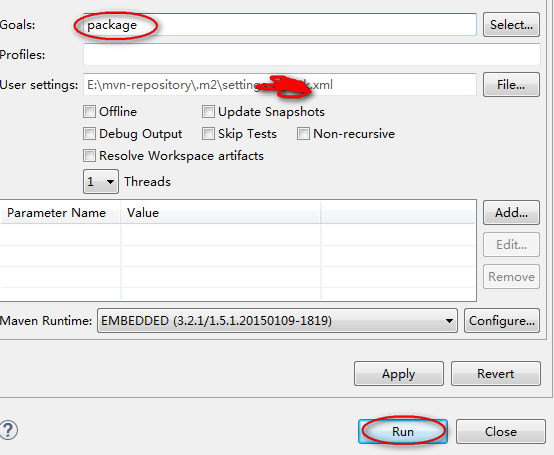 Goals:
package
Select...
Profiles:
User settings:
E:\mvn-repository\.m2\settings
.xml
File...
Offline
Update Snapshots
Debug Output
Skip Tests
Non-recursive
Resolve Workspace artifacts
1
Threads
Parameter Name
Value
Add...
Edit...
Remove
Maven Runtime:
EMBEDDED (3.2.1/1.5.1.20150109-1819)
Configure...
Apply
Revert
?
Run
Close